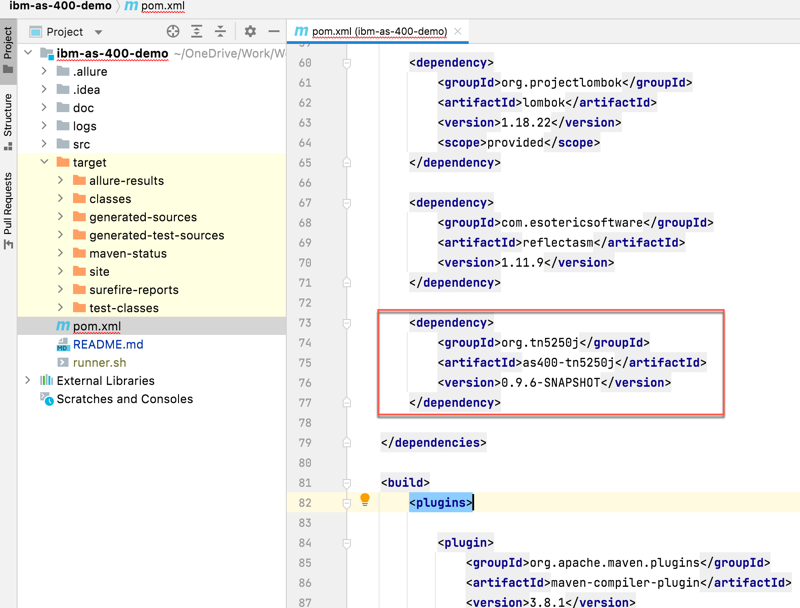 ibm-as-400-demo pom.xml
Project
Structure
Pull Requests
Project
ibm-as-400-demo ~/OneDrive/Work/W
.allure
.idea
doc
logs
src
target
allure-results
classes
generated-sources
generated-test-sources
maven-status
site
surefire-reports
test-classes
pom.xml
README.md
runner.sh
External Libraries
Scratches and Consoles
pom.xml (ibm-as-400-demo)
60 <dependency>
61 <groupId>org.projectlombok</groupId>
62 <artifactId>lombok</artifactId>
63 <version>1.18.22</version>
64 <scope>provided</scope>
65 </dependency>
66
67 <dependency>
68 <groupId>com.esotericsoftware</groupId>
69 <artifactId>reflectasm</artifactId>
70 <version>1.11.9</version>
71 </dependency>
72
73 <dependency>
74 <groupId>org.tn5250j</groupId>
75 <artifactId>as400-tn5250j</artifactId>
76 <version>0.9.6-SNAPSHOT</version>
77 </dependency>
78
79 </dependencies>
80
81 <build>
82 <plugins>
83
84 <plugin>
85 <groupId>org.apache.maven.plugins</groupId>
86 <artifactId>maven-compiler-plugin</artifactId>
87 <version>3.8.1</version>